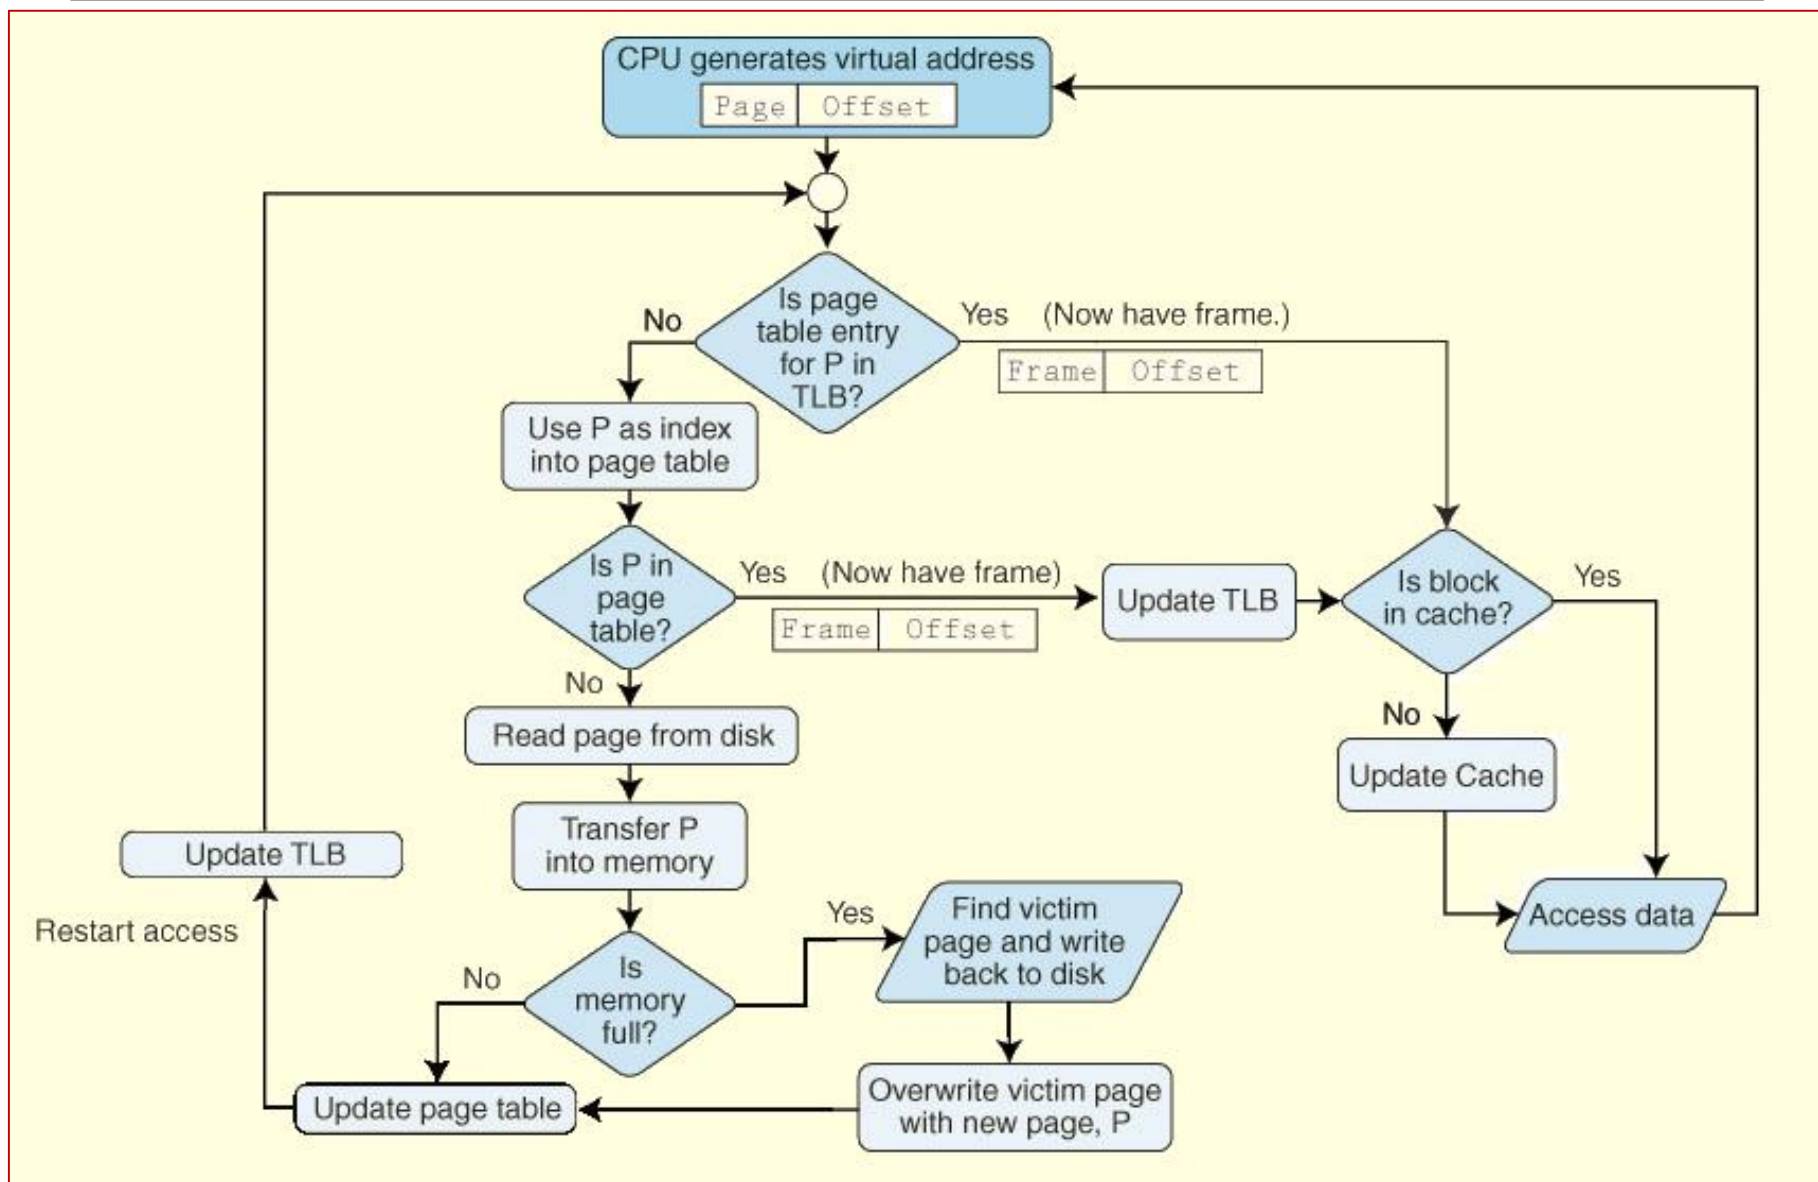 CPU generates virtual address
Page Offset
Is page
table entry
for P in
TLB?
No
Yes (Now have frame.)
Frame Offset
Use P as index
into page table
Is P in
page
table?
Yes (Now have frame)
Frame Offset
Update TLB
Is block
in cache?
Yes
No
Read page from disk
No
Update Cache
Transfer P
into memory
Update TLB
Restart access
Is
memory
full?
No
Yes
Find victim
page and write
back to disk
Access data
Update page table
Overwrite victim page
with new page, P